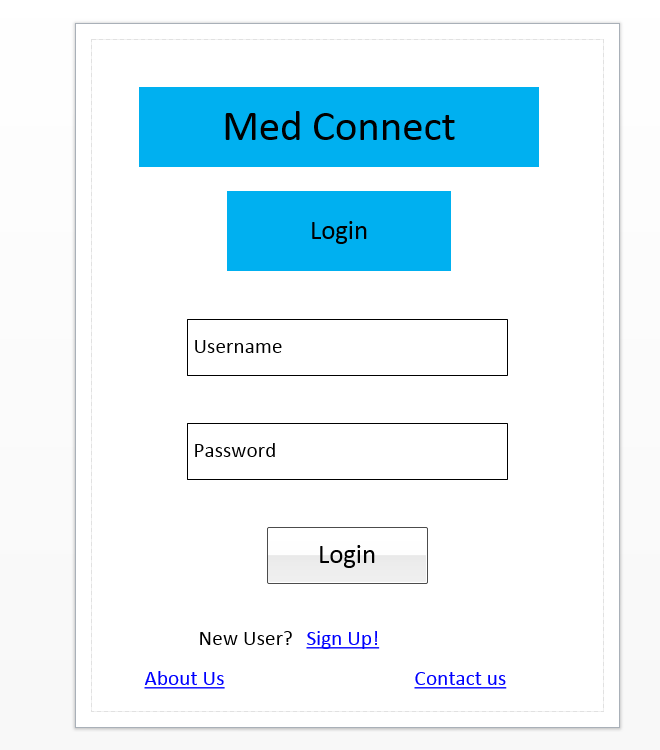 Med Connect
Login
Username
Password
Login
New User? Sign Up!
About Us Contact us